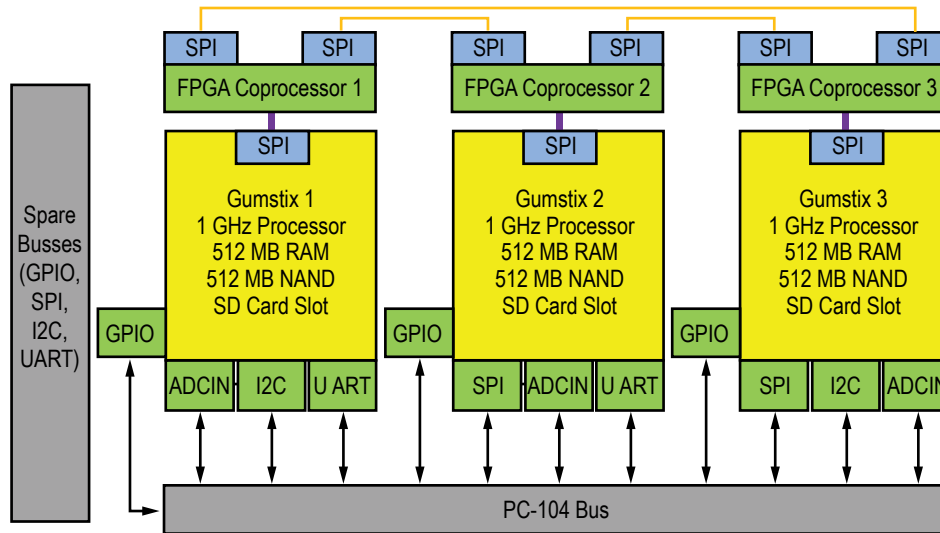 SPI
SPI
SPI
SPI
SPI
SPI
FPGA Coprocessor 1
FPGA Coprocessor 2
FPGA Coprocessor 3
SPI
SPI
SPI
Spare
Busses
(GPIO,
SPI,
I2C,
UART)
Gumstix 1
1 GHz Processor
512 MB RAM
512 MB NAND
SD Card Slot
Gumstix 2
1 GHz Processor
512 MB RAM
512 MB NAND
SD Card Slot
Gumstix 3
1 GHz Processor
512 MB RAM
512 MB NAND
SD Card Slot
GPIO
GPIO
GPIO
ADCIN
I2C
U ART
SPI
ADCIN
U ART
SPI
I2C
ADCIN
PC-104 Bus